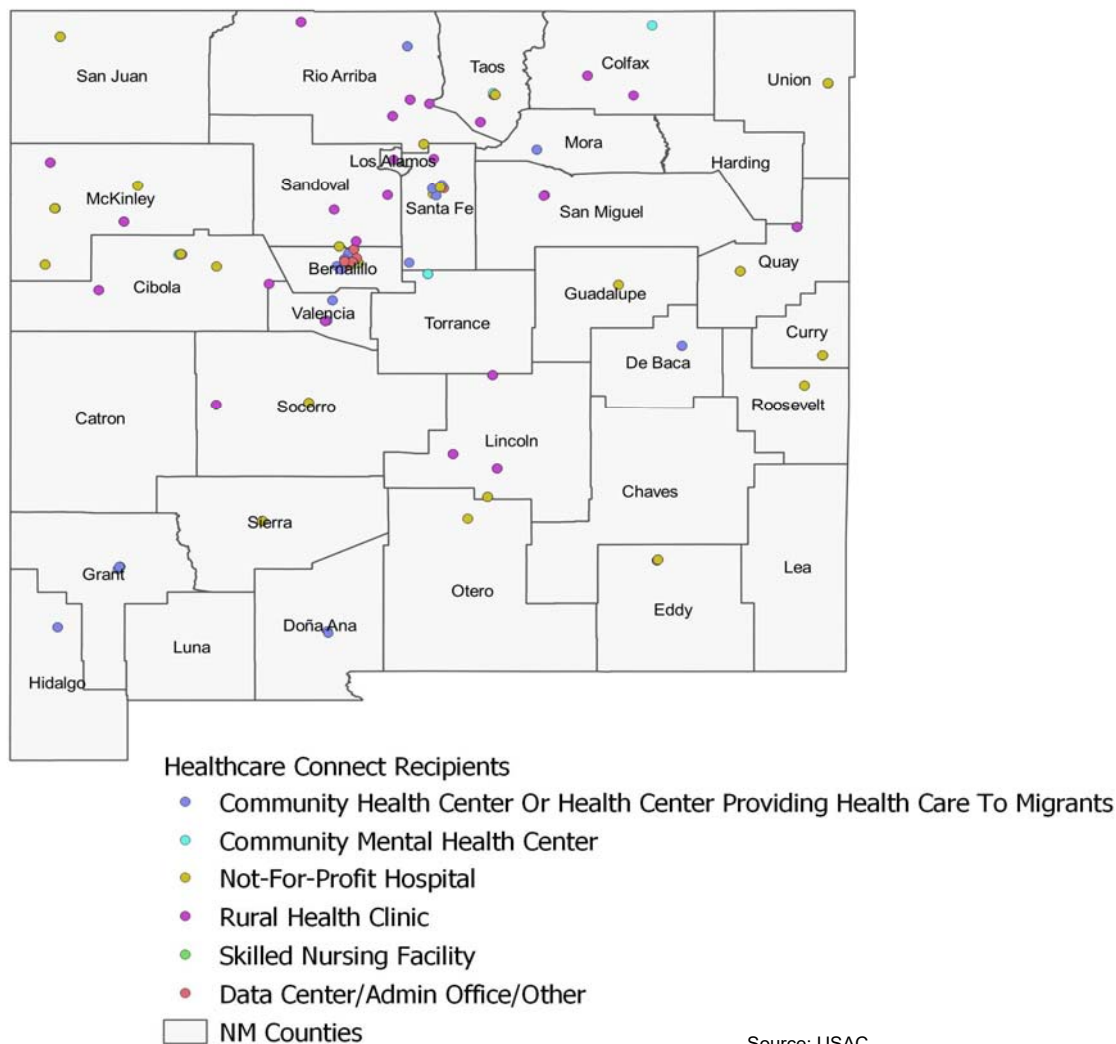 San Juan
Rio Arriba
Taos
Colfax
Union
Mora
Harding
Los Alamos
McKinley
Sandoval
Santa Fe
San Miguel
Quay
Bernalillo
Cibola
Guadalupe
Valencia
Torrance
Curry
De Baca
Catron
Socorro
Roosevelt
Lincoln
Chaves
Sierra
Grant
Otero
Lea
Eddy
Doña Ana
Luna
Hidalgo
Healthcare Connect Recipients
Community Health Center Or Health Center Providing Health Care To Migrants
Community Mental Health Center
Not-For-Profit Hospital
Rural Health Clinic
Skilled Nursing Facility
Data Center/Admin Office/Other
NM Counties
Source: USAC